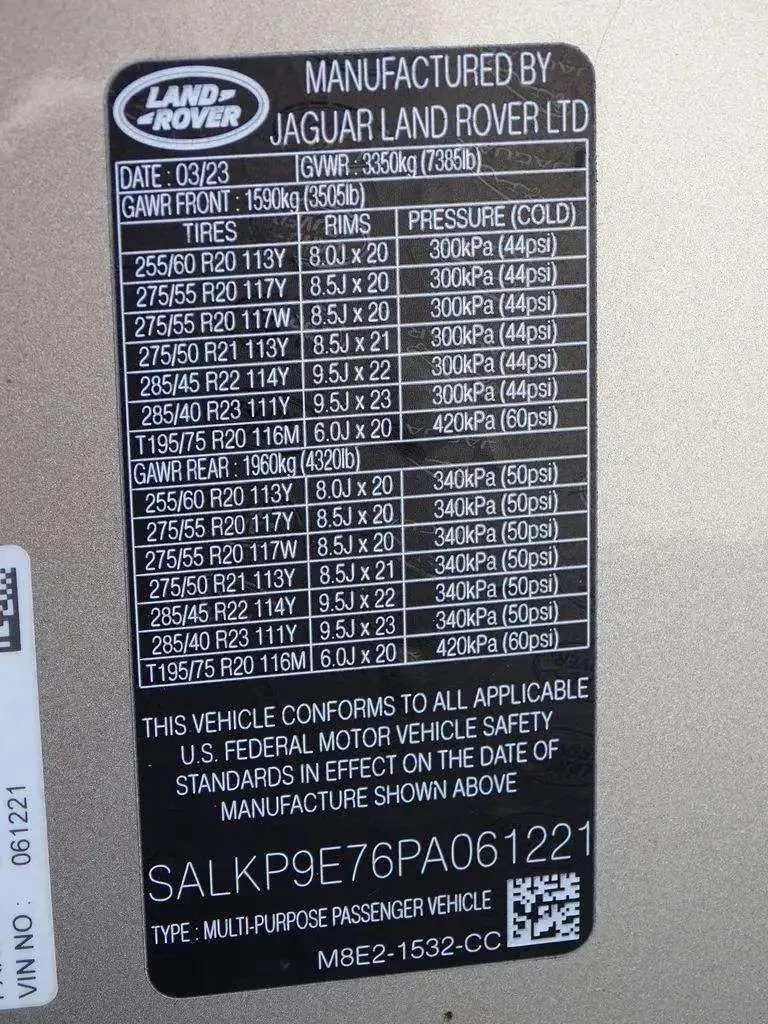 LAND
ROVER
MANUFACTURED BY
JAGUAR LAND ROVER LTD
DATE : 03/23 GVWR : 3350kg (7385lb)
GAWR FRONT : 1590kg (3505lb)
TIRES RIMS PRESSURE (COLD)
255/60 R20 113Y 8.0J x 20 300kPa (44psi)
275/55 R20 117Y 8.5J x 20 300kPa (44psi)
275/55 R20 117W 8.5J x 20 300kPa (44psi)
275/50 R21 113Y 8.5J x 21 300kPa (44psi)
285/45 R22 114Y 9.5J x 22 300kPa (44psi)
285/40 R23 111Y 9.5J x 23 300kPa (44psi)
T195/75 R20 116M 6.0J x 20 420kPa (60psi)
GAWR REAR : 1960kg (4320lb)
255/60 R20 113Y 8.0J x 20 340kPa (50psi)
275/55 R20 117Y 8.5J x 20 340kPa (50psi)
275/55 R20 117W 8.5J x 20 340kPa (50psi)
275/50 R21 113Y 8.5J x 21 340kPa (50psi)
285/45 R22 114Y 9.5J x 22 340kPa (50psi)
285/40 R23 111Y 9.5J x 23 340kPa (50psi)
T195/75 R20 116M 6.0J x 20 420kPa (60psi)
THIS VEHICLE CONFORMS TO ALL APPLICABLE
U.S. FEDERAL MOTOR VEHICLE SAFETY
STANDARDS IN EFFECT ON THE DATE OF
MANUFACTURE SHOWN ABOVE
SALKP9E76PA061221
TYPE : MULTI-PURPOSE PASSENGER VEHICLE
M8E2-1532-CC
VIN NO : 061221